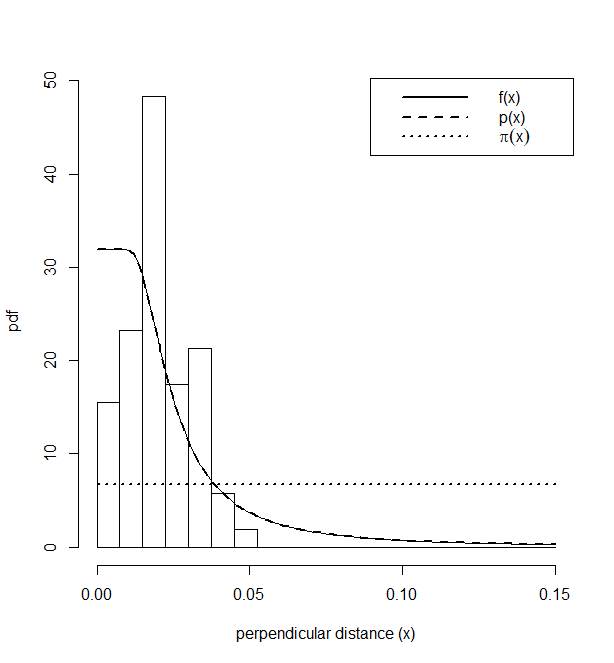 f(x)
p(x)
π(x)
50
40
30
20
10
0
pdf
0.00 0.05 0.10 0.15
perpendicular distance (x)